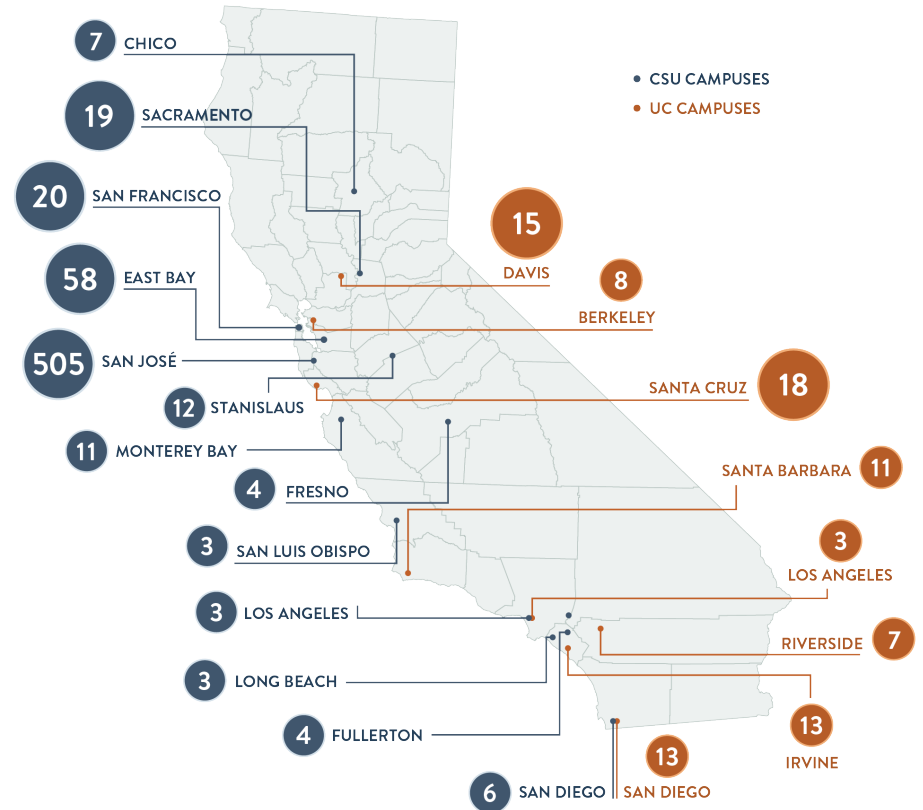 7 CHICO
CSU CAMPUSES
UC CAMPUSES
19 SACRAMENTO
20 SAN FRANCISCO
15
DAVIS
58 EAST BAY
8
BERKELEY
505 SAN JOSÉ
SANTA CRUZ 18
12 STANISLAUS
11 MONTEREY BAY
SANTA BARBARA 11
4 FRESNO
3 SAN LUIS OBISPO
3
LOS ANGELES
3 LOS ANGELES
RIVERSIDE 7
3 LONG BEACH
4 FULLERTON
13
IRVINE
6 SAN DIEGO
13
SAN DIEGO